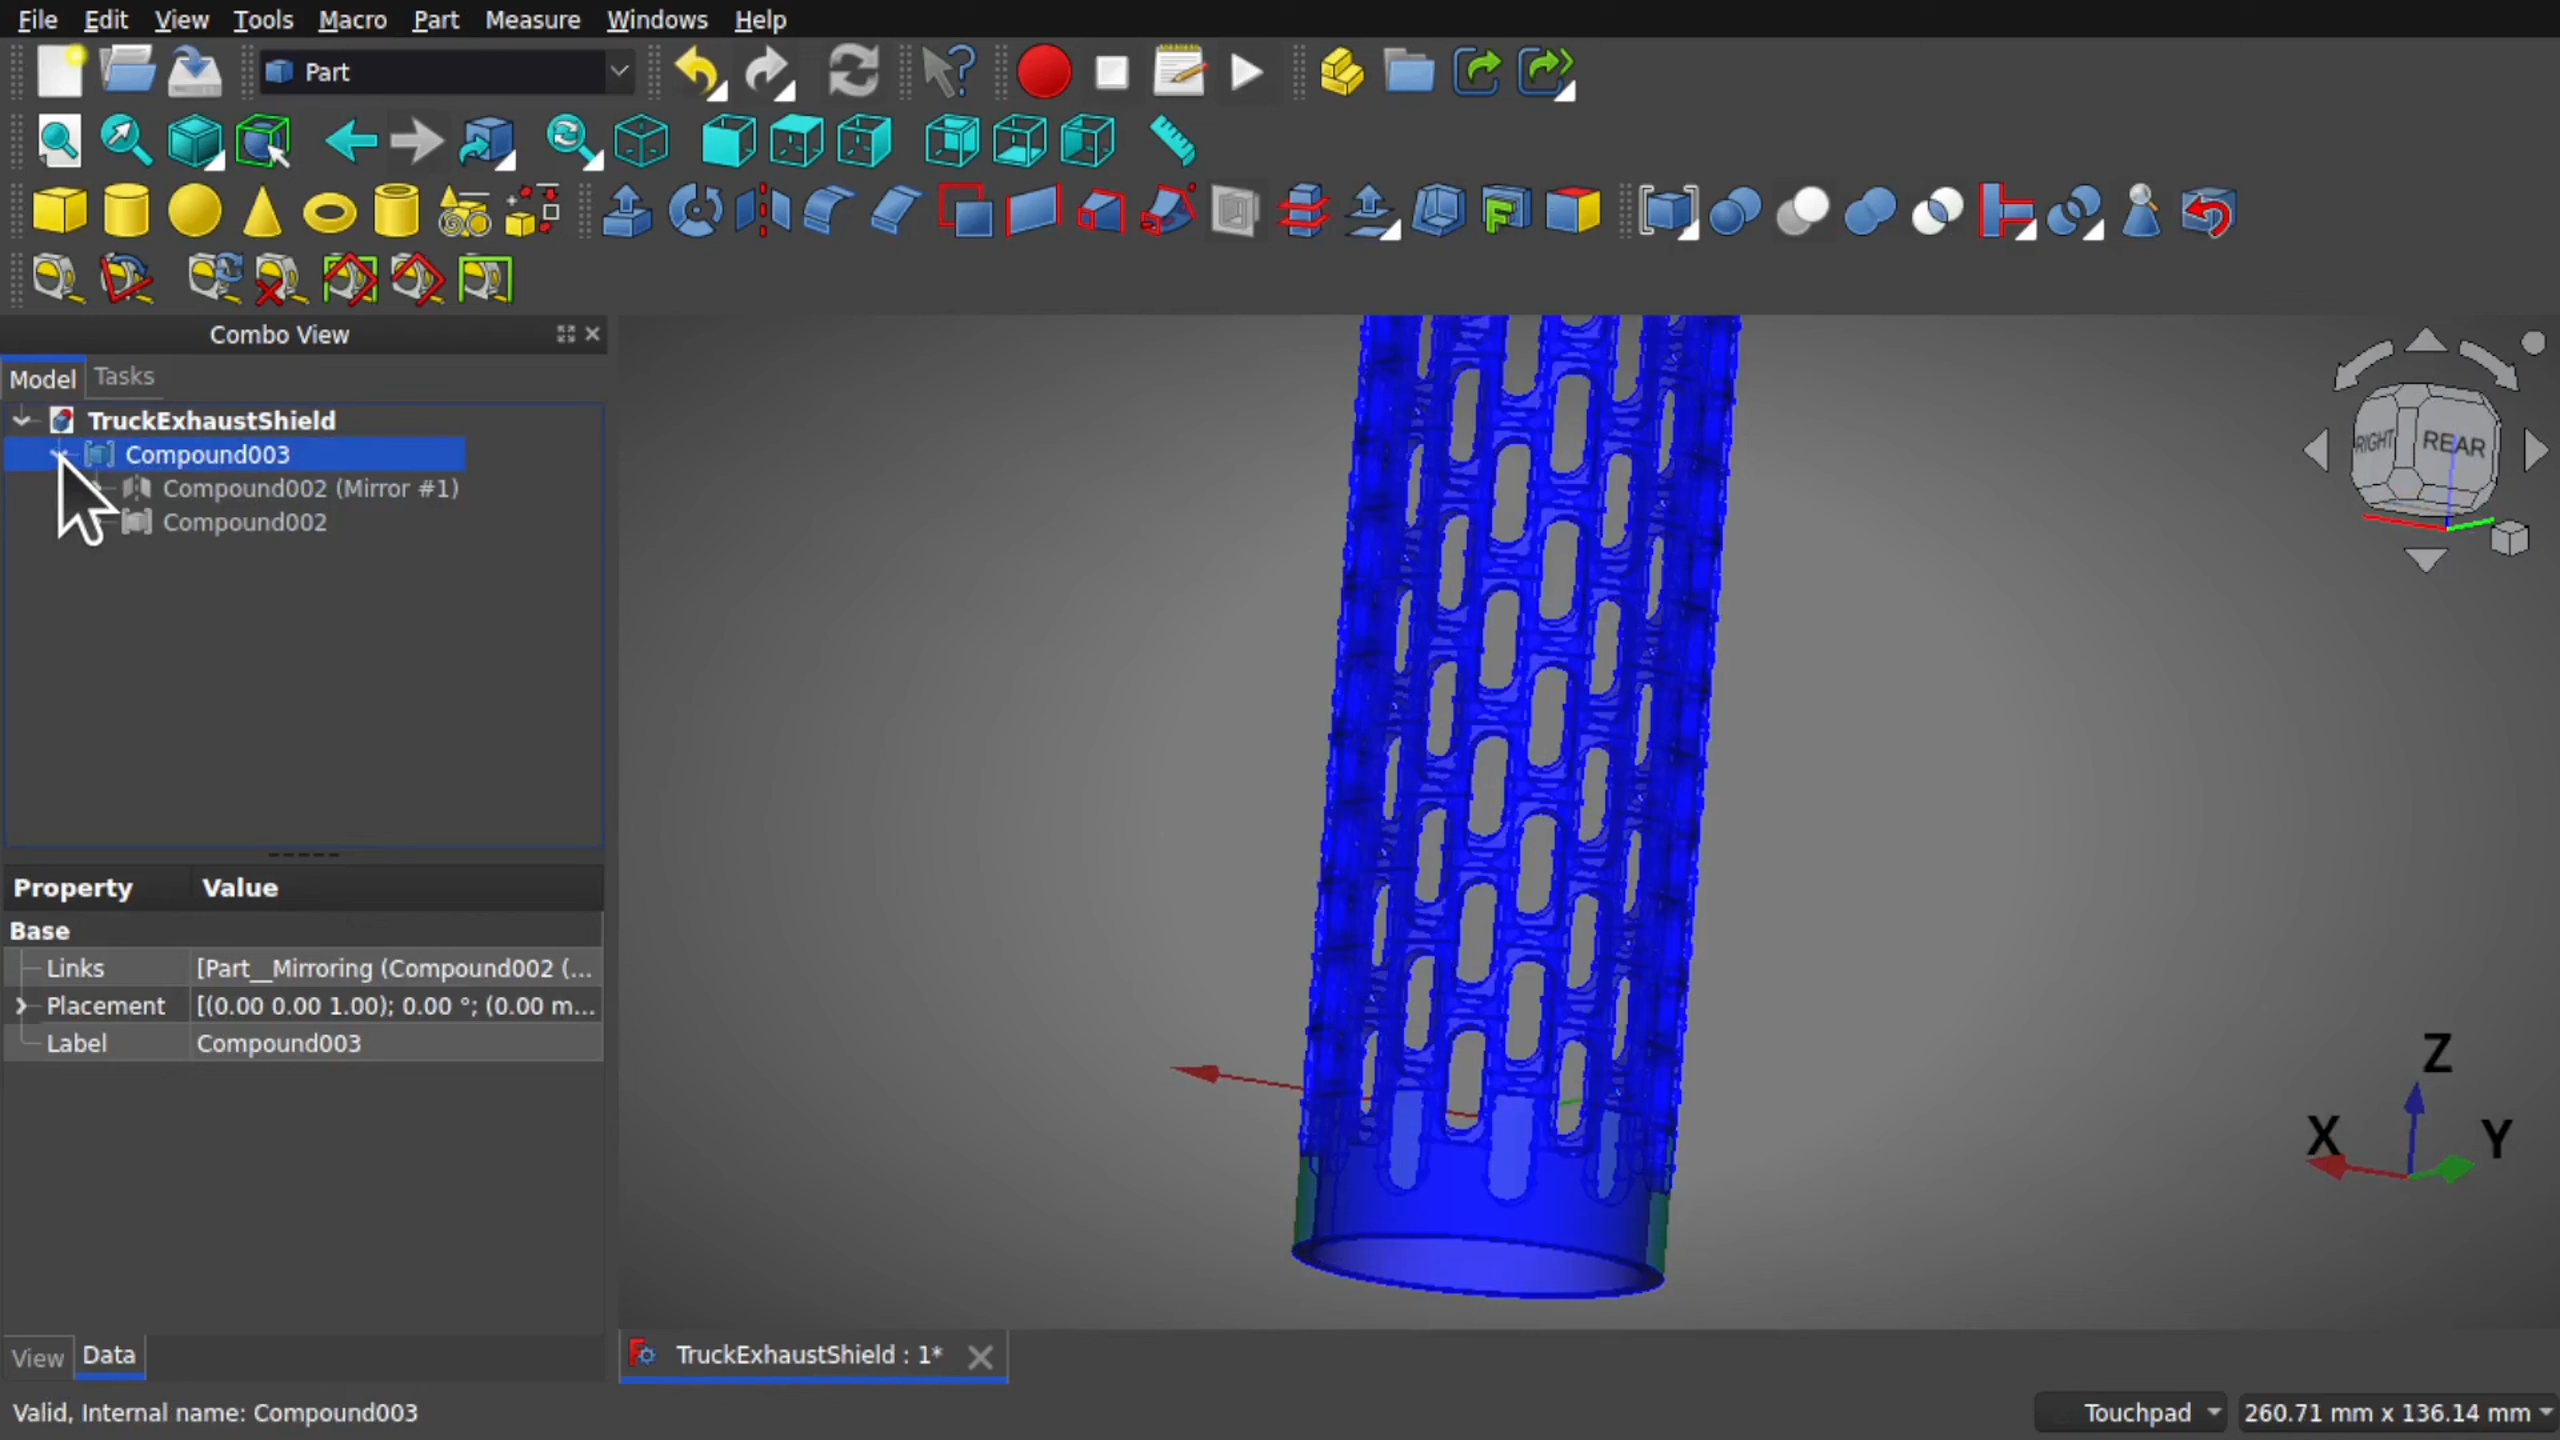 File Edit View Tools Macro Part Measure Windows Help
Part
Combo View
Model Tasks
TruckExhaustShield
Compound003
Compound002 (Mirror #1)
Compound002
Property Value
Base
Links [Part__Mirroring (Compound002 (...
Placement [(0.00 0.00 1.00); 0.00 °; (0.00 m...
Label Compound003
View Data
RIGHT REAR
Z
X Y
TruckExhaustShield : 1*
Valid, Internal name: Compound003
Touchpad 260.71 mm x 136.14 mm